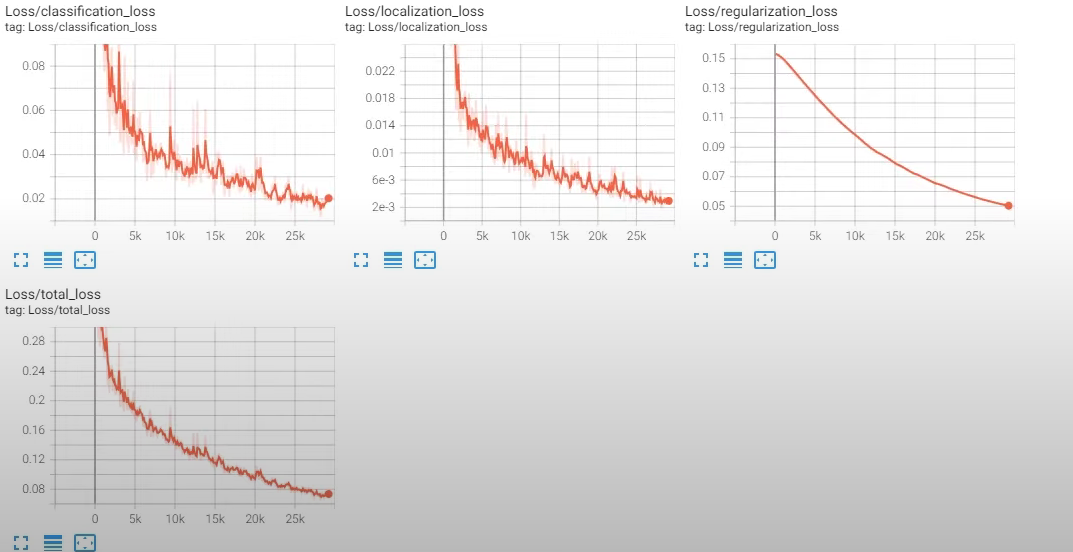 Loss/classification_loss
tag: Loss/classification_loss
0.08
0.06
0.04
0.02
0 5k 10k 15k 20k 25k
Loss/localization_loss
tag: Loss/localization_loss
0.022
0.018
0.014
0.01
6e-3
2e-3
0 5k 10k 15k 20k 25k
Loss/regularization_loss
tag: Loss/regularization_loss
0.15
0.13
0.11
0.09
0.07
0.05
0 5k 10k 15k 20k 25k
Loss/total_loss
tag: Loss/total_loss
0.28
0.24
0.2
0.16
0.12
0.08
0 5k 10k 15k 20k 25k